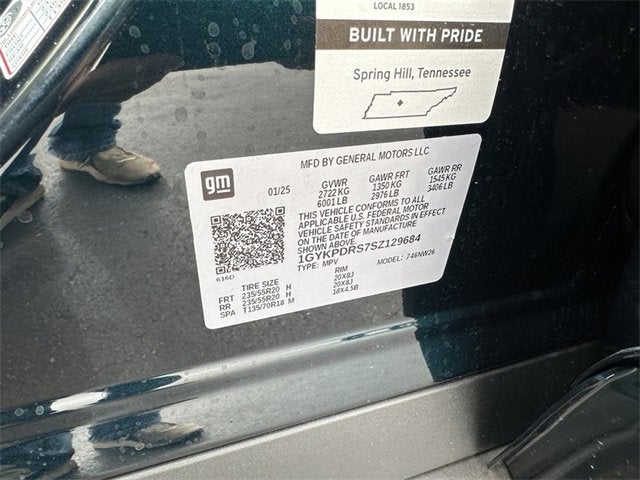 LOCAL 1853
BUILT WITH PRIDE
Spring Hill, Tennessee
gm
MFD BY GENERAL MOTORS LLC
01/25 GVWR GAWR FRT GAWR RR
2722 KG 1350 KG 1545 KG
6001 LB 2976 LB 3406 LB
THIS VEHICLE CONFORMS TO ALL
APPLICABLE U.S. FEDERAL MOTOR
VEHICLE SAFETY STANDARDS IN EFFECT
ON THE DATE OF MANUFACTURE
SHOWN ABOVE.
1GYKPDRS7SZ129684
TYPE: MPV MODEL: 746NW26
616D
TIRE SIZE RIM
FRT 235/55R20 H 20X8J
RR 235/55R20 H 20X8J
SPA T135/70R18 M 18X4.5B